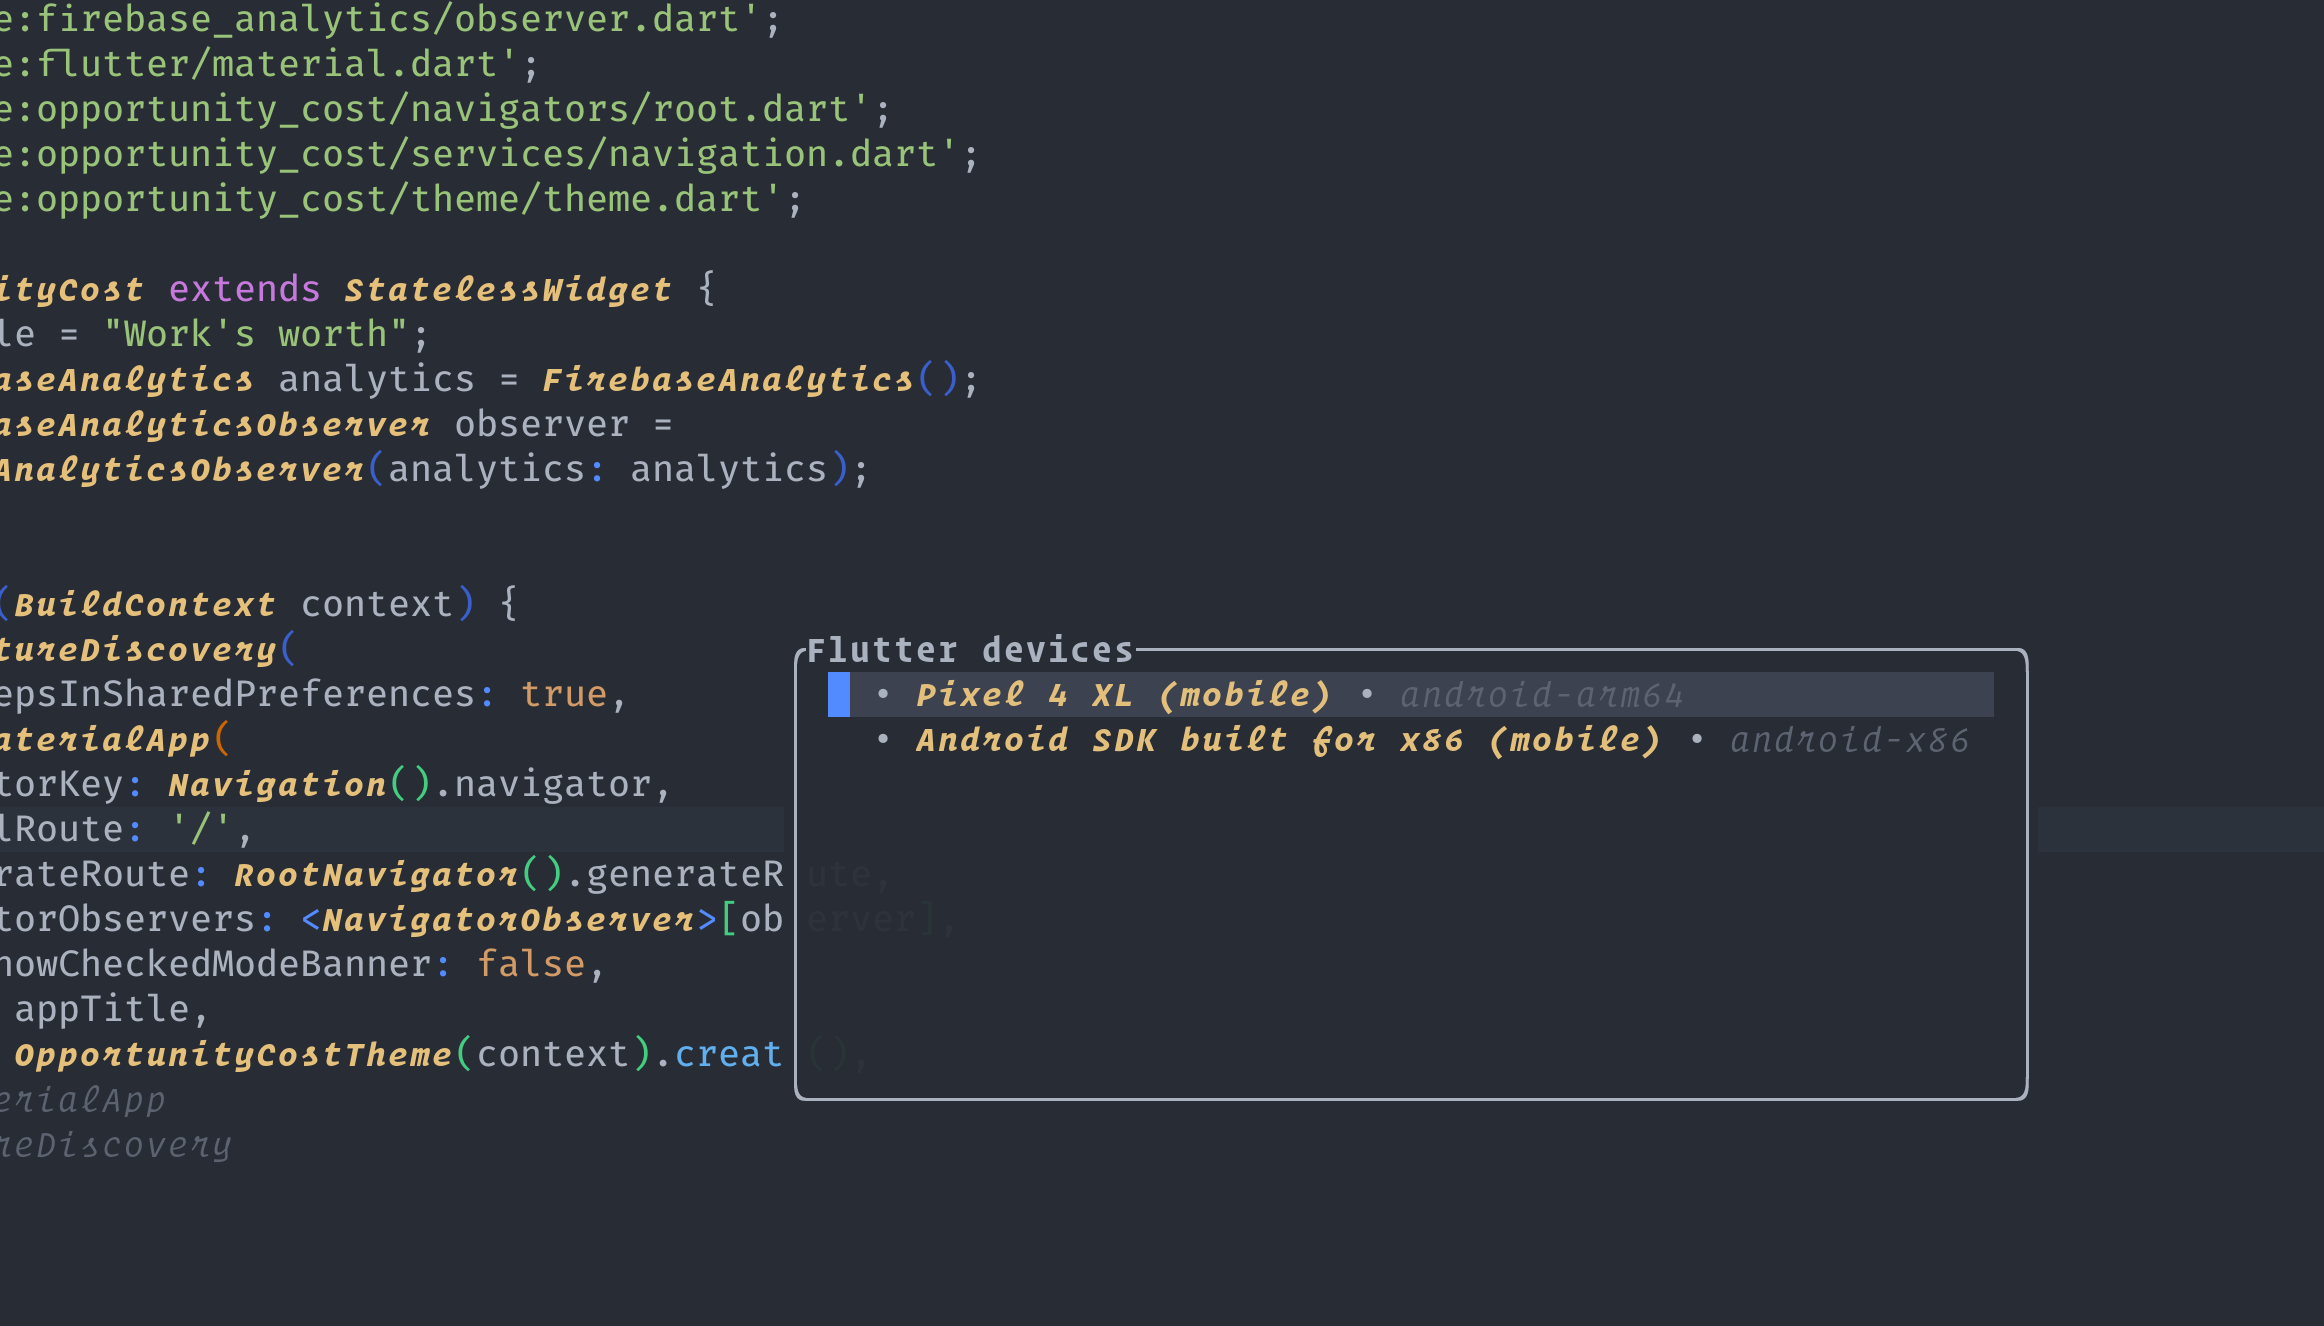 e:firebase_analytics/observer.dart';
e:flutter/material.dart';
e:opportunity_cost/navigators/root.dart';
e:opportunity_cost/services/navigation.dart';
e:opportunity_cost/theme/theme.dart';
ityCost extends StatelessWidget {
le = "Work's worth";
aseAnalytics analytics = FirebaseAnalytics();
aseAnalyticsObserver observer =
AnalyticsObserver(analytics: analytics);
(BuildContext context) {
tureDiscovery(
epsInSharedPreferences: true,
aterialApp(
torKey: Navigation().navigator,
lRoute: '/',
rateRoute: RootNavigator().generateR ute,
torObservers: <NavigatorObserver>[ob erver],
howCheckedModeBanner: false,
appTitle,
OpportunityCostTheme(context).creat (),
erialApp
reDiscovery
Flutter devices
• Pixel 4 XL (mobile) • android-arm64
• Android SDK built for x86 (mobile) • android-x86